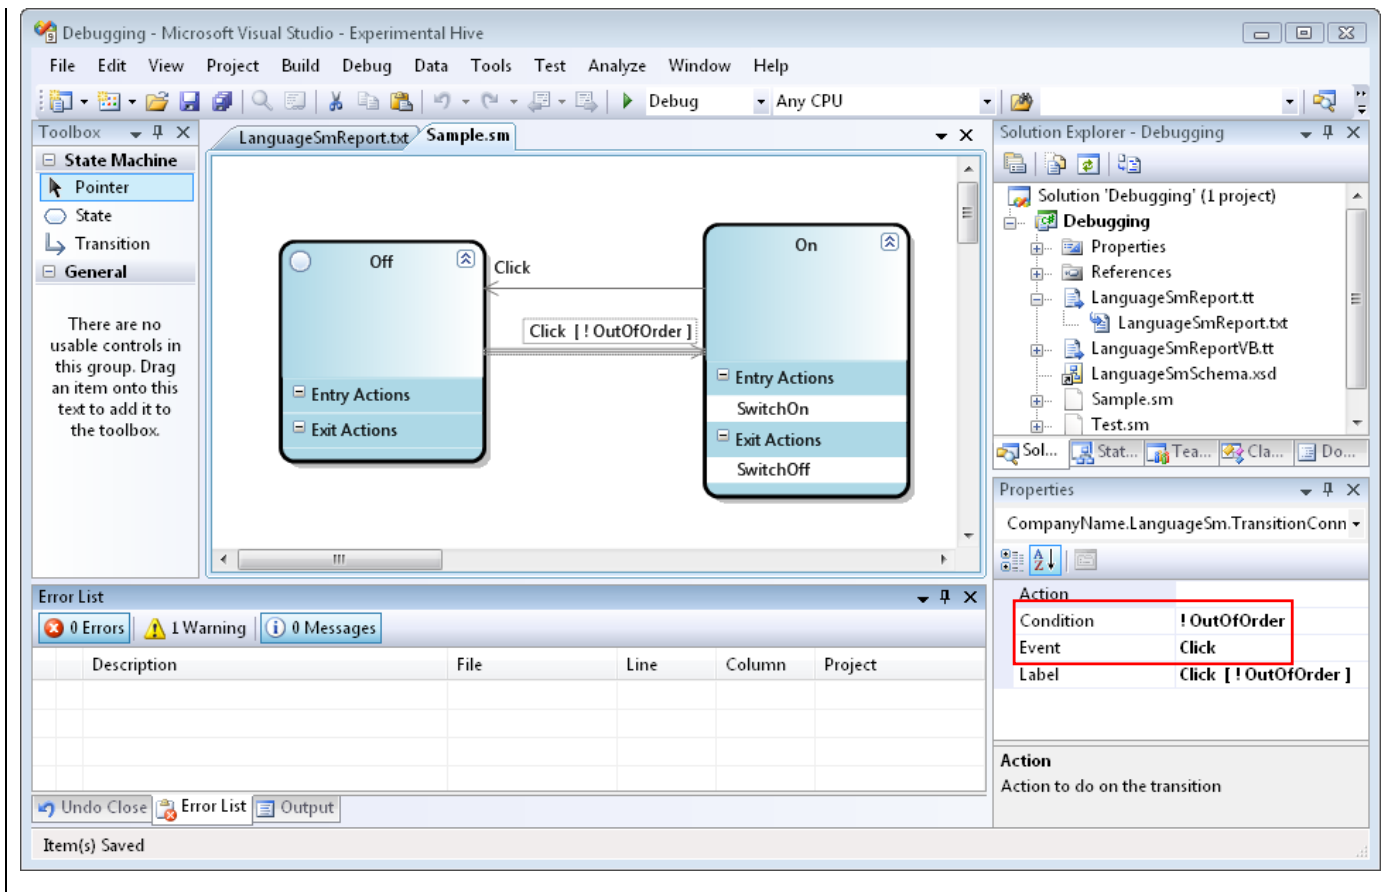 Debugging - Microsoft Visual Studio - Experimental Hive
File Edit View Project Build Debug Data Tools Test Analyze Window Help
Debug Any CPU
Toolbox
State Machine
Pointer
State
Transition
General
There are no
usable controls in
this group. Drag
an item onto this
text to add it to
the toolbox.
LanguageSmReport.txt Sample.sm
Off
Entry Actions
Exit Actions
Click
Click [ ! OutOfOrder ]
On
Entry Actions
SwitchOn
Exit Actions
SwitchOff
Solution Explorer - Debugging
Solution 'Debugging' (1 project)
Debugging
Properties
References
LanguageSmReport.tt
LanguageSmReport.txt
LanguageSmReportVB.tt
LanguageSmSchema.xsd
Sample.sm
Test.sm
Sol... Stat... Tea... Cla... Do...
Properties
CompanyName.LanguageSm.TransitionConn
Action
Condition ! OutOfOrder
Event Click
Label Click [ ! OutOfOrder ]
Action
Action to do on the transition
Error List
0 Errors 1 Warning 0 Messages
Description File Line Column Project
Undo Close Error List Output
Item(s) Saved